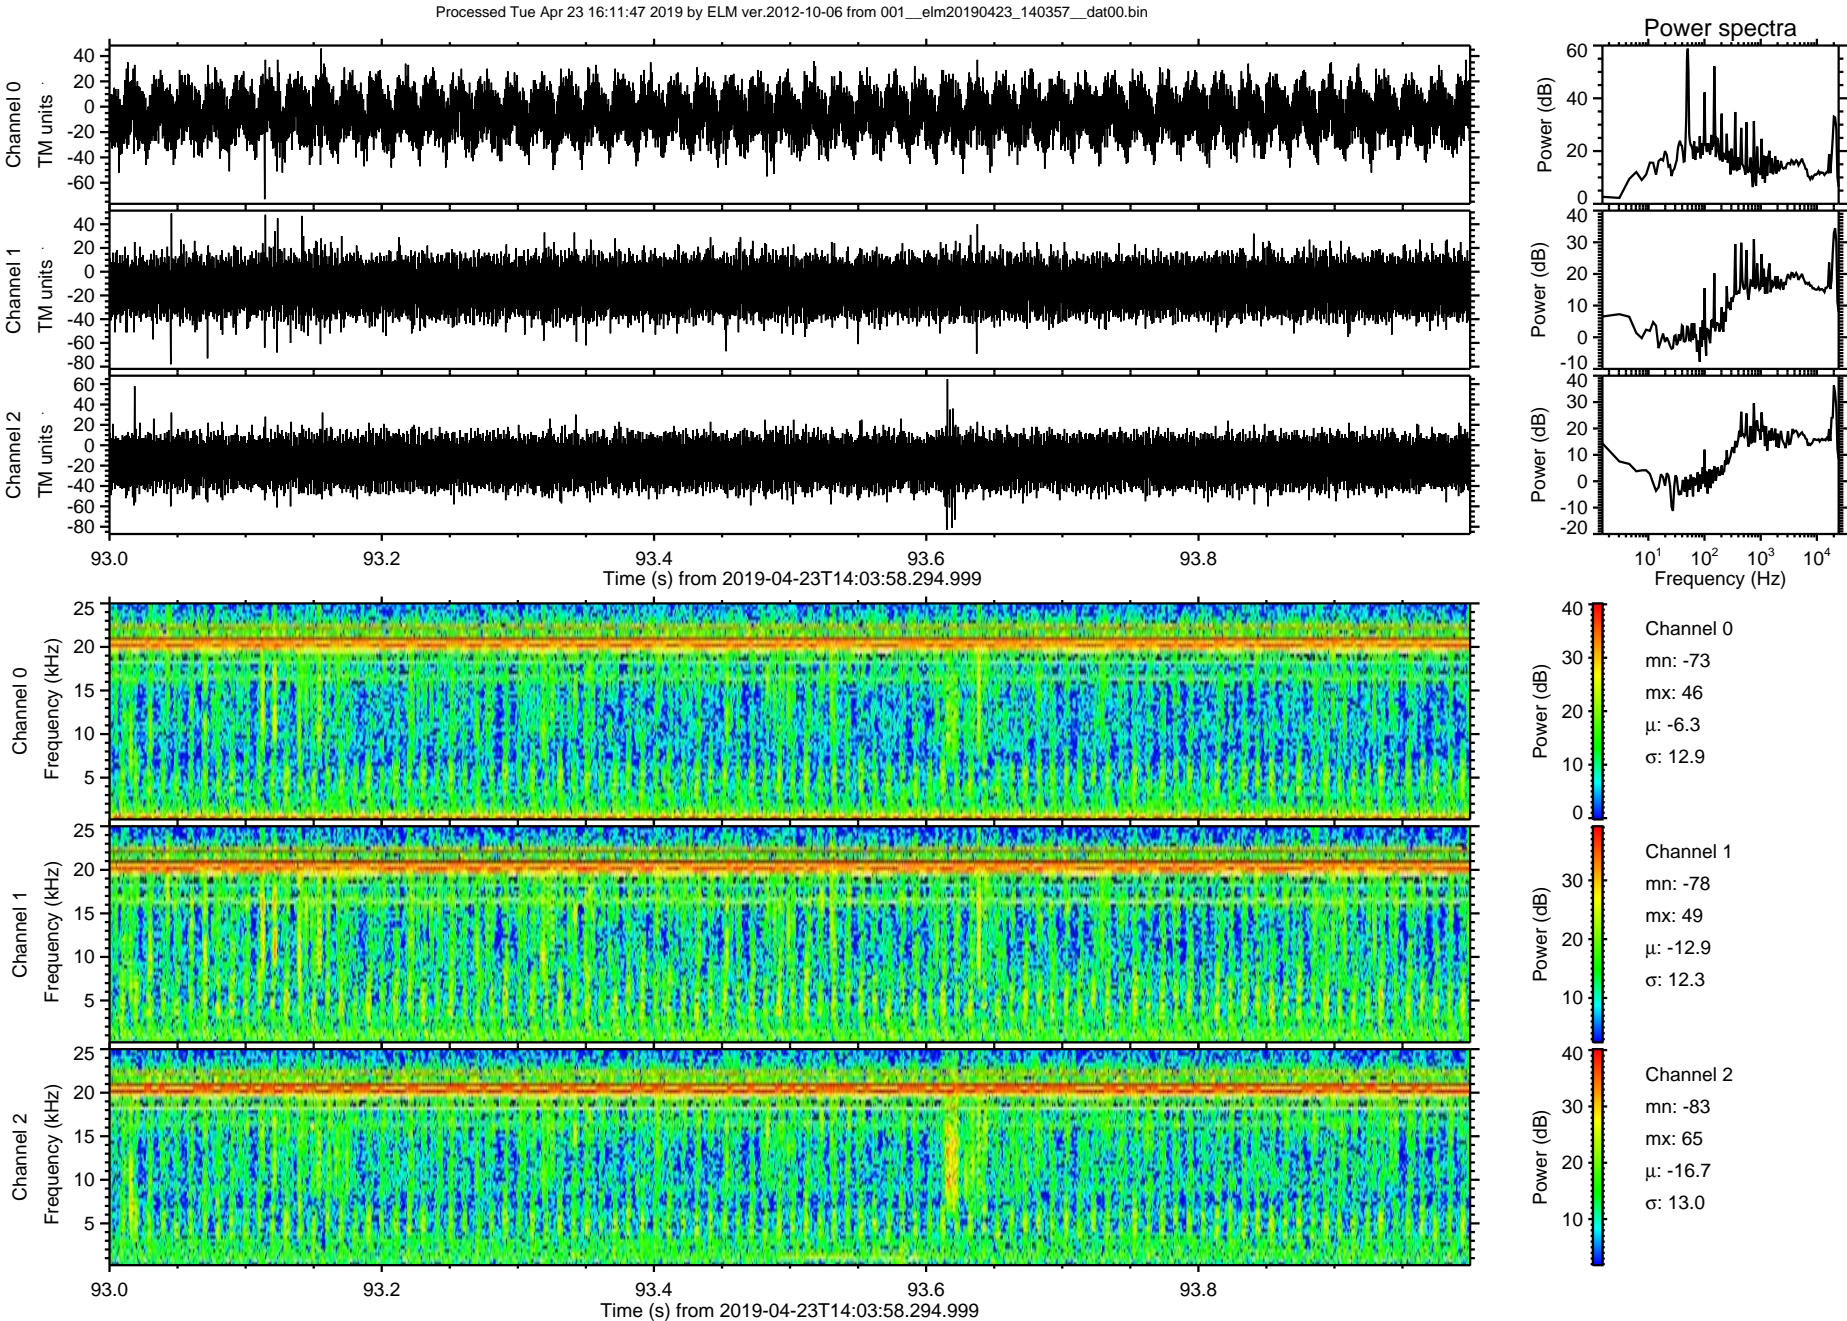 Processed Tue Apr 23 16:11:47 2019 by ELM ver.2012-10-06 from 001__elm20190423_140357__dat00.bin
Power spectra
Channel 0
TM units
40
20
0
-20
-40
-60
Power (dB)
60
40
20
0
Channel 1
TM units
40
20
0
-20
-40
-60
-80
Power (dB)
40
30
20
10
0
-10
Channel 2
TM units
60
40
20
0
-20
-40
-60
-80
Power (dB)
40
30
20
10
0
-10
-20
93.0 93.2 93.4 93.6 93.8
Time (s) from 2019-04-23T14:03:58.294.999
10¹ 10² 10³ 10⁴
Frequency (Hz)
Channel 0
Frequency (kHz)
25
20
15
10
5
Power (dB)
40
30
20
10
0
Channel 0
mn: -73
mx: 46
μ: -6.3
σ: 12.9
Channel 1
Frequency (kHz)
25
20
15
10
5
Power (dB)
30
20
10
Channel 1
mn: -78
mx: 49
μ: -12.9
σ: 12.3
Channel 2
Frequency (kHz)
25
20
15
10
5
Power (dB)
40
30
20
10
Channel 2
mn: -83
mx: 65
μ: -16.7
σ: 13.0
93.0 93.2 93.4 93.6 93.8
Time (s) from 2019-04-23T14:03:58.294.999